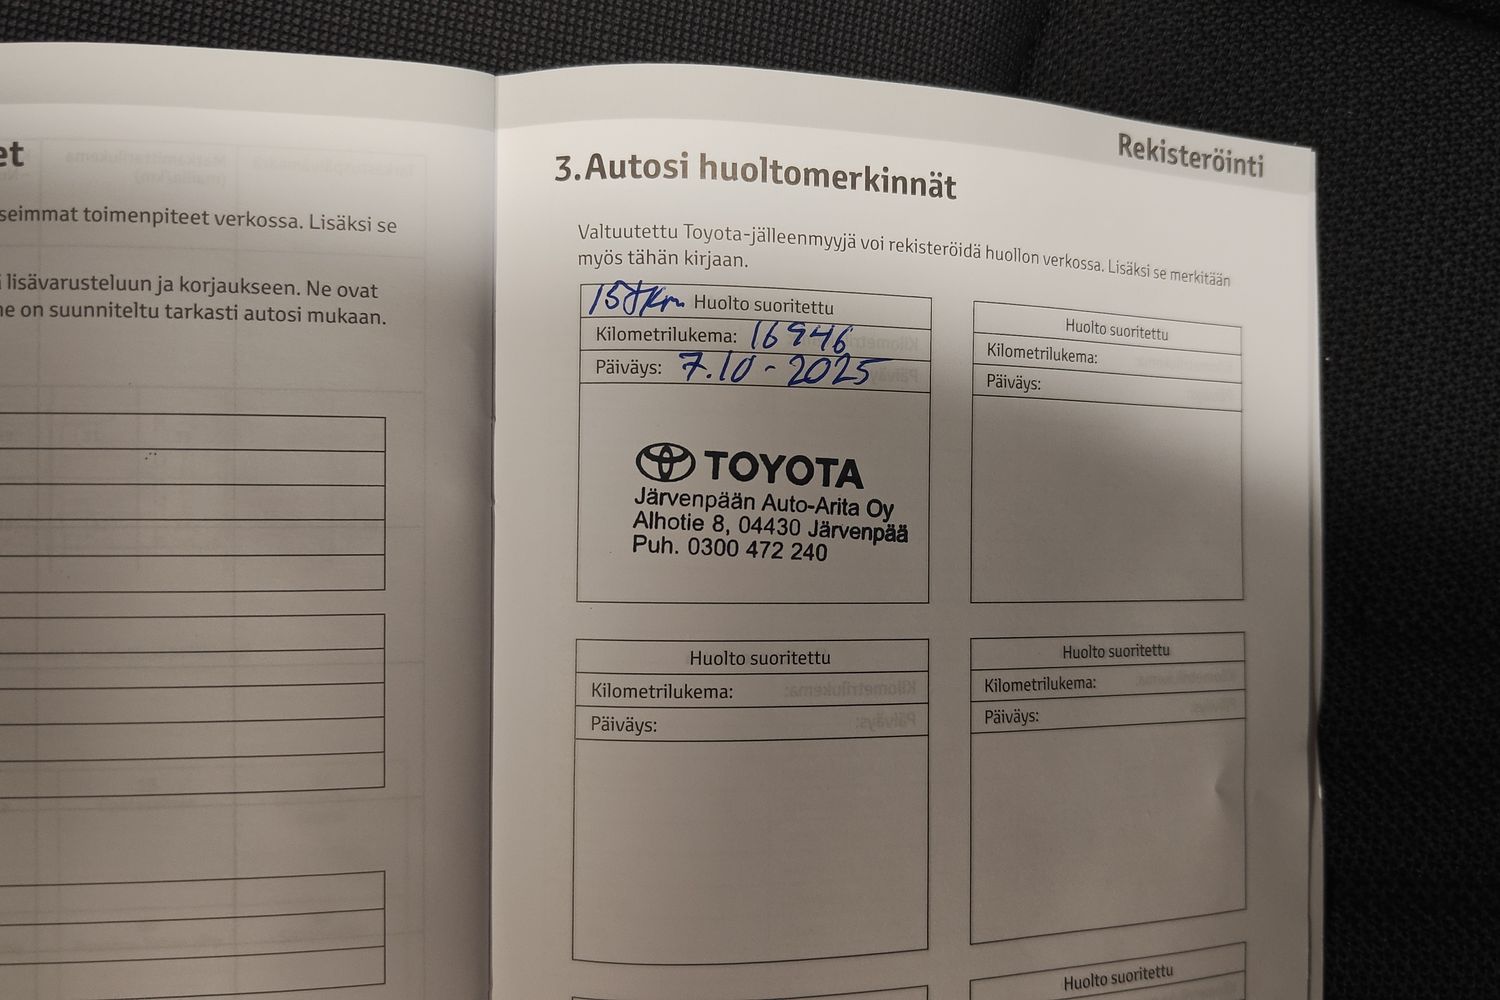 et
seimmat toimenpiteet verkossa. Lisäksi se
lisävarusteluun ja korjaukseen. Ne ovat
ne on suunniteltu tarkasti autosi mukaan.
Rekisteröinti
3. Autosi huoltomerkinnät
Valtuutettu Toyota-jälleenmyyjä voi rekisteröidä huollon verkossa. Lisäksi se merkitään
myös tähän kirjaan.
15tkm Huolto suoritettu
Kilometrilukema: 16946
Päiväys: 7.10-2025
TOYOTA
Järvenpään Auto-Arita Oy
Alhotie 8, 04430 Järvenpää
Puh. 0300 472 240
Huolto suoritettu
Kilometrilukema:
Päiväys:
Huolto suoritettu
Kilometrilukema:
Päiväys:
Huolto suoritettu
Kilometrilukema:
Päiväys:
Huolto suoritettu